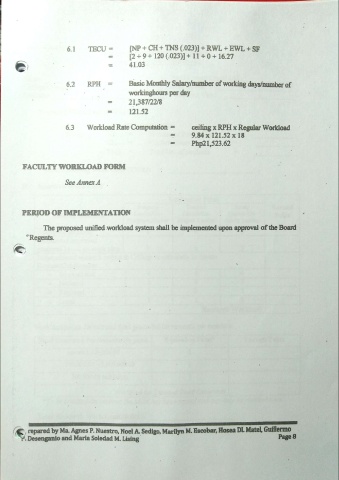 6.1 TECU = [NP + CH + TNS (.023)] + RWL + EWL + SF
= [2 + 9 + 120 (.023)] + 11 + 0 + 16.27
= 41.03
6.2 RPH = Basic Monthly Salary/number of working days/number of
workinghours per day
= 21,387/22/8
= 121.52
6.3 Workload Rate Computation = ceiling x RPH x Regular Workload
= 9.84 x 121.52 x 18
= Php21,523.62
FACULTY WORKLOAD FORM
See Annex A
PERIOD OF IMPLEMENTATION
The proposed unified workload system shall be implemented upon approval of the Board
Regents.
repared by Ma. Agnes P. Nuestro, Noel A. Sedigo, Marilyn M. Escobar, Honea Dl. Matal, Guillermo
P. Desenganio and Maria Soledad M. Lising Page 8